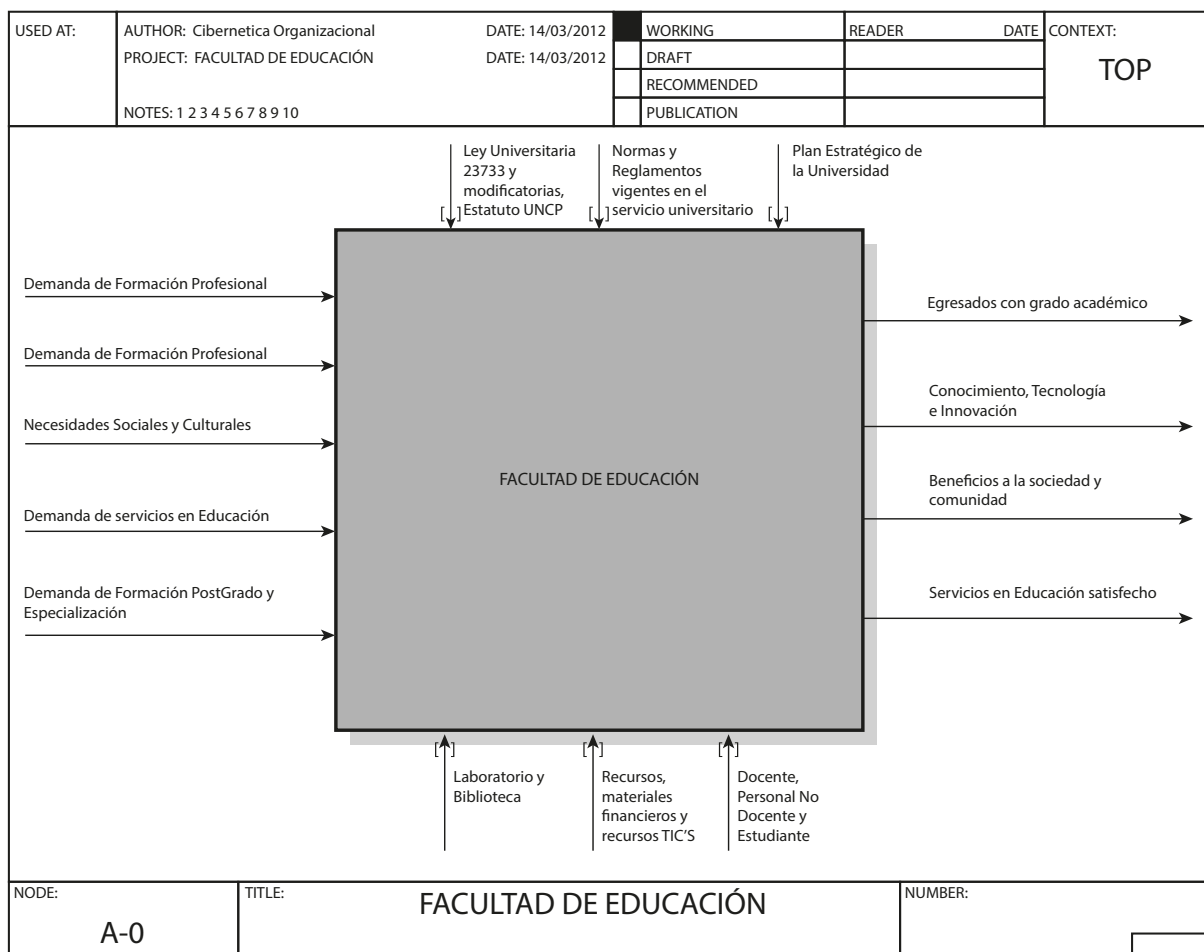 USED AT:
AUTHOR: Cibernetica Organizacional
DATE: 14/03/2012
PROJECT: FACULTAD DE EDUCACIÓN
DATE: 14/03/2012
NOTES: 1 2 3 4 5 6 7 8 9 10
WORKING
DRAFT
RECOMMENDED
PUBLICATION
READER
DATE
CONTEXT:
TOP
Ley Universitaria
23733 y
modificatorias,
Estatuto UNCP
Normas y
Reglamentos
vigentes en el
servicio universitario
Plan Estratégico de
la Universidad
Demanda de Formación Profesional
Demanda de Formación Profesional
Necesidades Sociales y Culturales
Demanda de servicios en Educación
Demanda de Formación PostGrado y
Especialización
FACULTAD DE EDUCACIÓN
Egresados con grado académico
Conocimiento, Tecnología
e Innovación
Beneficios a la sociedad y
comunidad
Servicios en Educación satisfecho
Laboratorio y
Biblioteca
Recursos,
materiales
financieros y
recursos TIC'S
Docente,
Personal No
Docente y
Estudiante
NODE:
A-0
TITLE:
FACULTAD DE EDUCACIÓN
NUMBER: